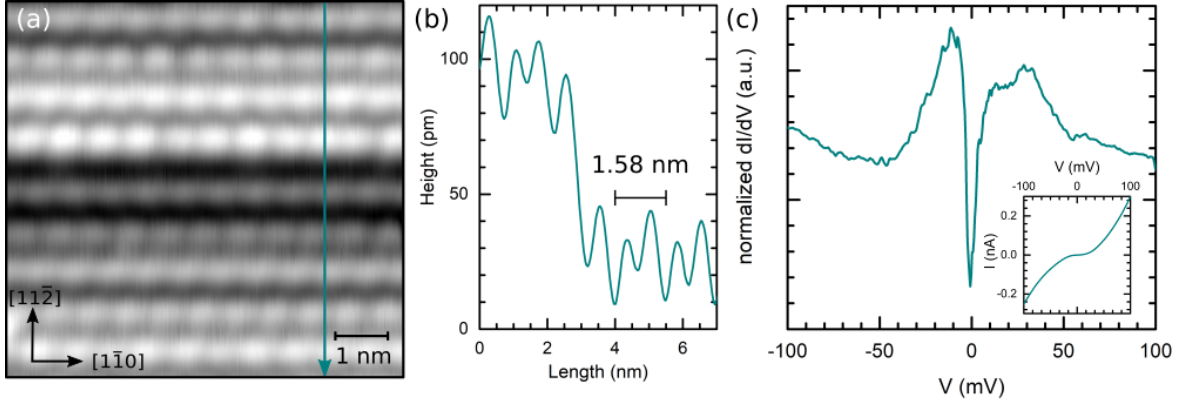 (a)
[112̄]
[11̄0]
1 nm
(b)
Height (pm)
100
50
0
1.58 nm
0
2
4
6
Length (nm)
(c)
normalized dI/dV (a.u.)
-100
-50
0
50
100
V (mV)
V (mV)
-100
0
100
I (nA)
0.2
0.0
-0.2